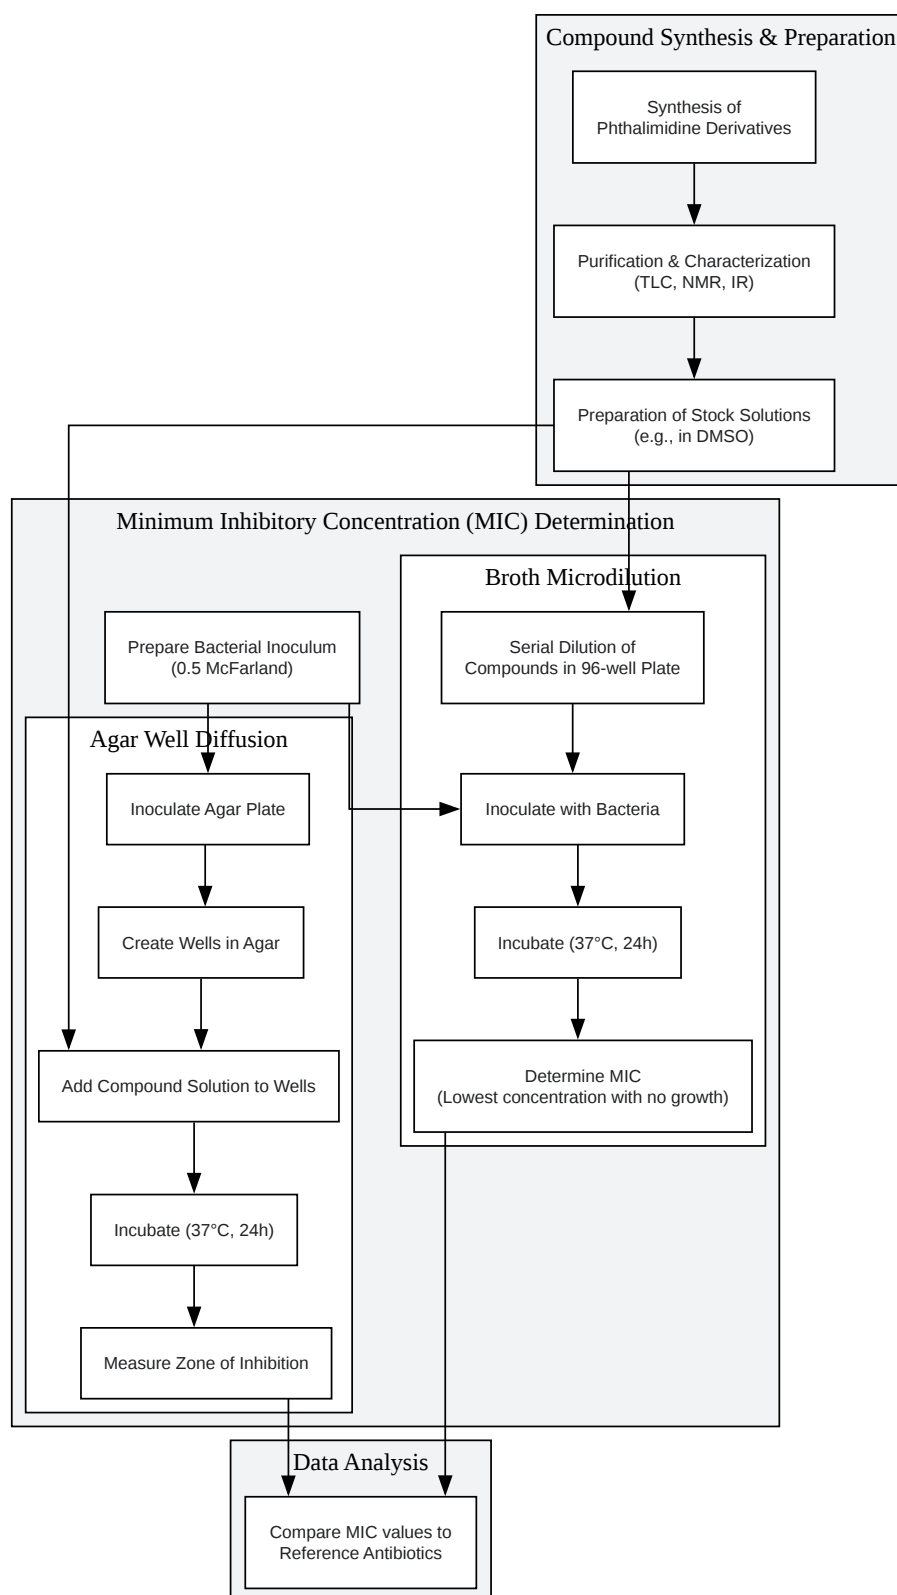 Compound Synthesis & Preparation
Synthesis of
Phthalimidine Derivatives
Purification & Characterization
(TLC, NMR, IR)
Preparation of Stock Solutions
(e.g., in DMSO)
Minimum Inhibitory Concentration (MIC) Determination
Broth Microdilution
Prepare Bacterial Inoculum
(0.5 McFarland)
Serial Dilution of
Compounds in 96-well Plate
Agar Well Diffusion
Inoculate Agar Plate
Inoculate with Bacteria
Create Wells in Agar
Incubate (37°C, 24h)
Add Compound Solution to Wells
Determine MIC
(Lowest concentration with no growth)
Incubate (37°C, 24h)
Measure Zone of Inhibition
Data Analysis
Compare MIC values to
Reference Antibiotics